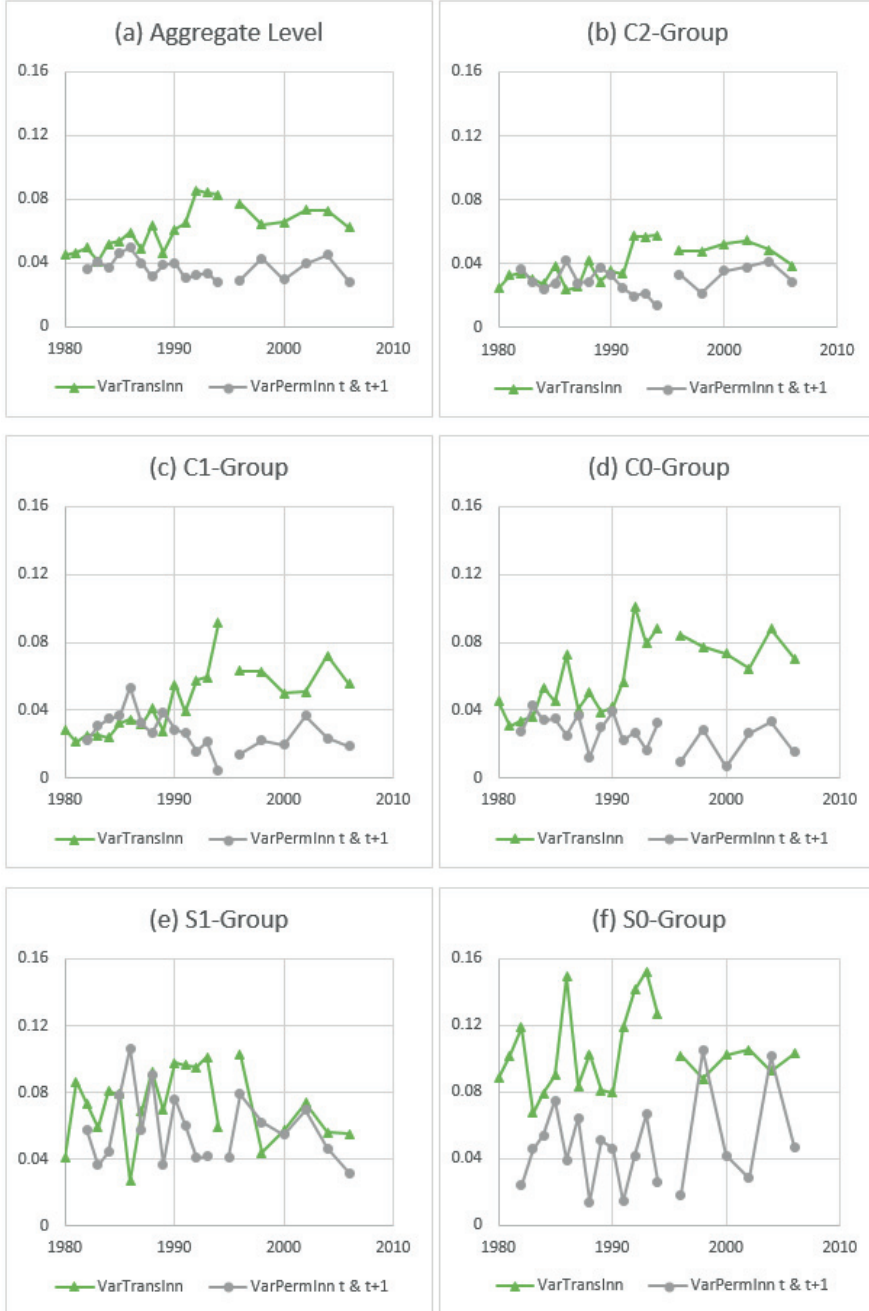 (a) Aggregate Level
0.16
0.12
0.08
0.04
0
1980 1990 2000 2010
VarTransInn VarPermInn t & t+1
(b) C2-Group
0.16
0.12
0.08
0.04
0
1980 1990 2000 2010
VarTransInn VarPermInn t & t+1
(c) C1-Group
0.16
0.12
0.08
0.04
0
1980 1990 2000 2010
VarTransInn VarPermInn t & t+1
(d) C0-Group
0.16
0.12
0.08
0.04
0
1980 1990 2000 2010
VarTransInn VarPermInn t & t+1
(e) S1-Group
0.16
0.12
0.08
0.04
0
1980 1990 2000 2010
VarTransInn VarPermInn t & t+1
(f) S0-Group
0.16
0.12
0.08
0.04
0
1980 1990 2000 2010
VarTransInn VarPermInn t & t+1